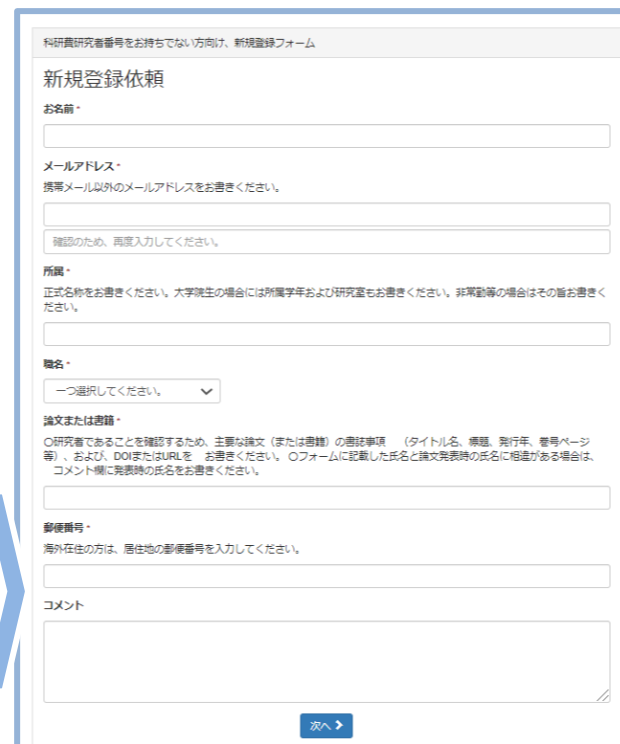 科研費研究者番号をお持ちでない方向け、新規登録フォーム
新規登録依頼
お名前 *
メールアドレス *
携帯メール以外のメールアドレスをお書きください。
確認のため、再度入力してください。
所属 *
正式名称をお書きください。大学院生の場合には所属学年および研究室もお書きください。非常勤等の場合はその旨お書きく
ださい。
職名 *
一つ選択してください。
論文または書籍 *
〇研究者であることを確認するため、主要な論文（または書籍）の書誌事項　（タイトル名、標題、発行年、巻号ページ
等）、および、DOIまたはURLを　お書きください。 〇フォームに記載した氏名と論文発表時の氏名に相違がある場合は、
コメント欄に発表時の氏名をお書きください。
郵便番号 *
海外在住の方は、居住地の郵便番号を入力してください。
コメント
次へ